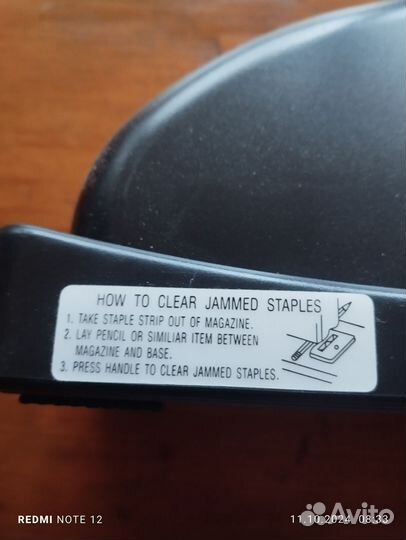 HOW TO CLEAR JAMMED STAPLES
1. TAKE STAPLE STRIP OUT OF MAGAZINE.
2. LAY PENCIL OR SIMILIAR ITEM BETWEEN
MAGAZINE AND BASE.
3. PRESS HANDLE TO CLEAR JAMMED STAPLES.
REDMI NOTE 12
11.10.2024 08:33
Avito